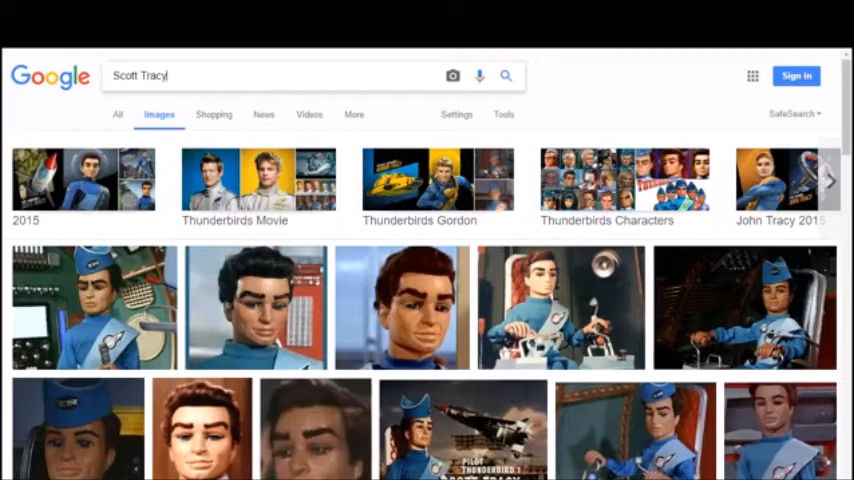 Google
Scott Tracy
Sign in
All Images Shopping News Videos More Settings Tools
SafeSearch
2015
Thunderbirds Movie
Thunderbirds Gordon
Thunderbirds Characters
John Tracy 2015
PILOT
THUNDERBIRD 1
SCOTT TRACY